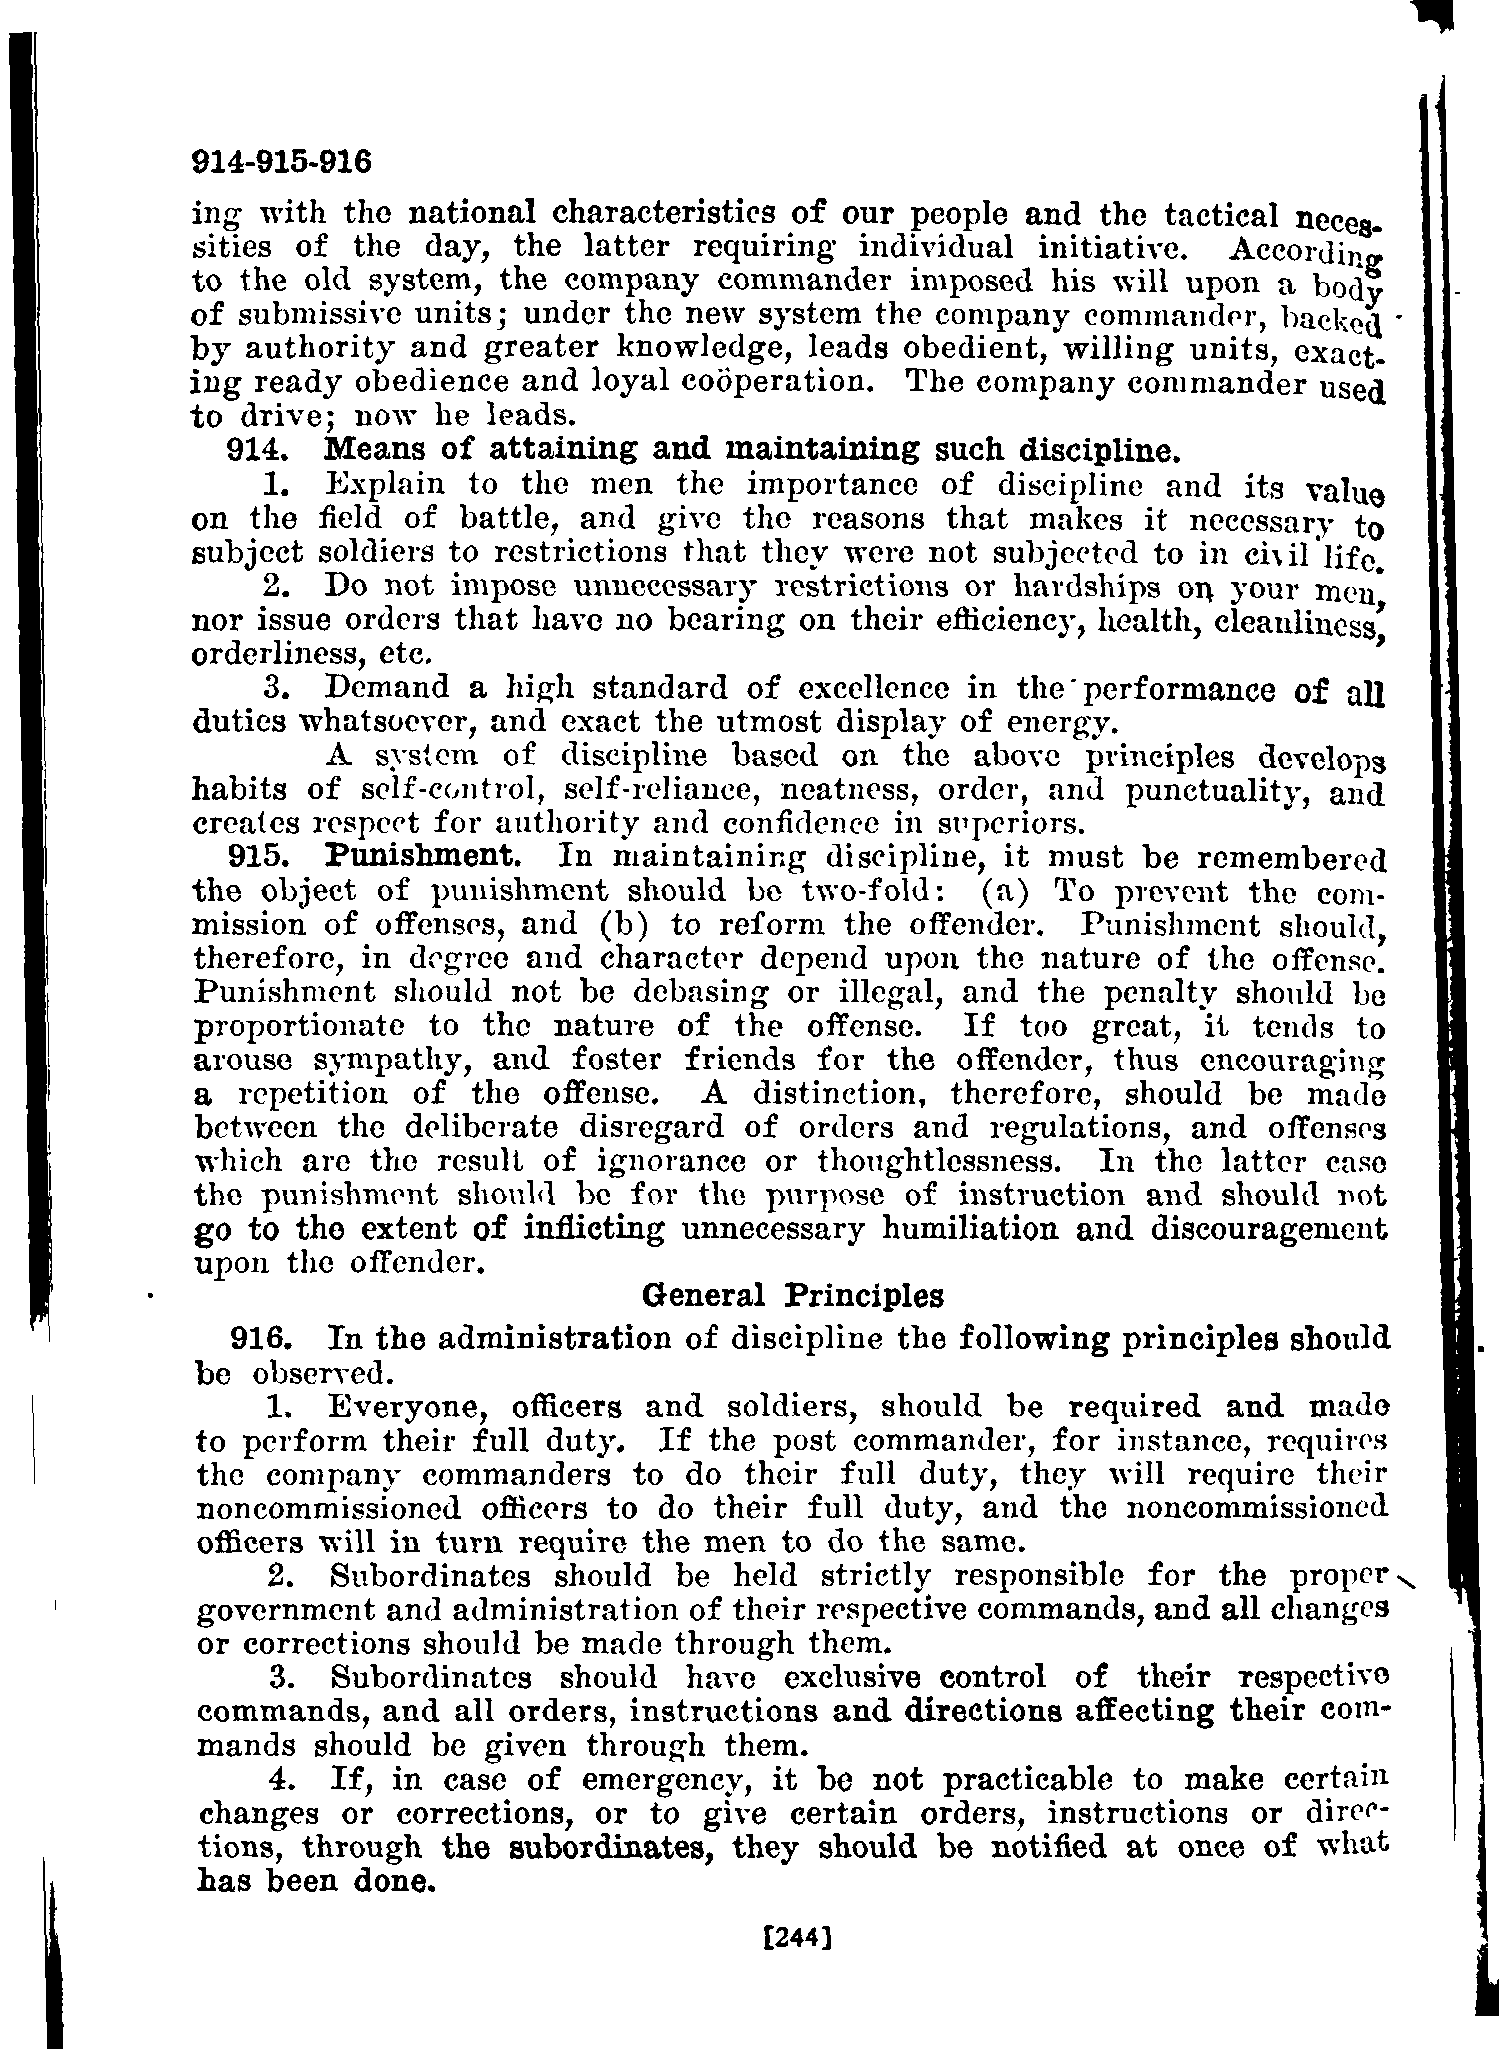 914-915-916
ing with the national characteristics of our people and the tactical neces-
sities of the day, the latter requiring individual initiative. According
to the old system, the company commander imposed his will upon a body
of submissive units; under the new system the company commander, backed
by authority and greater knowledge, leads obedient, willing units, exact-
ing ready obedience and loyal coöperation. The company commander used
to drive; now he leads.
914. Means of attaining and maintaining such discipline.
1. Explain to the men the importance of discipline and its value
on the field of battle, and give the reasons that makes it necessary to
subject soldiers to restrictions that they were not subjected to in civil life.
2. Do not impose unnecessary restrictions or hardships on your men,
nor issue orders that have no bearing on their efficiency, health, cleanliness,
orderliness, etc.
3. Demand a high standard of excellence in the performance of all
duties whatsoever, and exact the utmost display of energy.
A system of discipline based on the above principles develops
habits of self-control, self-reliance, neatness, order, and punctuality, and
creates respect for authority and confidence in superiors.
915. Punishment. In maintaining discipline, it must be remembered
the object of punishment should be two-fold: (a) To prevent the com-
mission of offenses, and (b) to reform the offender. Punishment should,
therefore, in degree and character depend upon the nature of the offense.
Punishment should not be debasing or illegal, and the penalty should be
proportionate to the nature of the offense. If too great, it tends to
arouse sympathy, and foster friends for the offender, thus encouraging
a repetition of the offense. A distinction, therefore, should be made
between the deliberate disregard of orders and regulations, and offenses
which are the result of ignorance or thoughtlessness. In the latter case
the punishment should be for the purpose of instruction and should not
go to the extent of inflicting unnecessary humiliation and discouragement
upon the offender.
General Principles
916. In the administration of discipline the following principles should
be observed.
1. Everyone, officers and soldiers, should be required and made
to perform their full duty. If the post commander, for instance, requires
the company commanders to do their full duty, they will require their
noncommissioned officers to do their full duty, and the noncommissioned
officers will in turn require the men to do the same.
2. Subordinates should be held strictly responsible for the proper
government and administration of their respective commands, and all changes
or corrections should be made through them.
3. Subordinates should have exclusive control of their respective
commands, and all orders, instructions and directions affecting their com-
mands should be given through them.
4. If, in case of emergency, it be not practicable to make certain
changes or corrections, or to give certain orders, instructions or direc-
tions, through the subordinates, they should be notified at once of what
has been done.
[244]